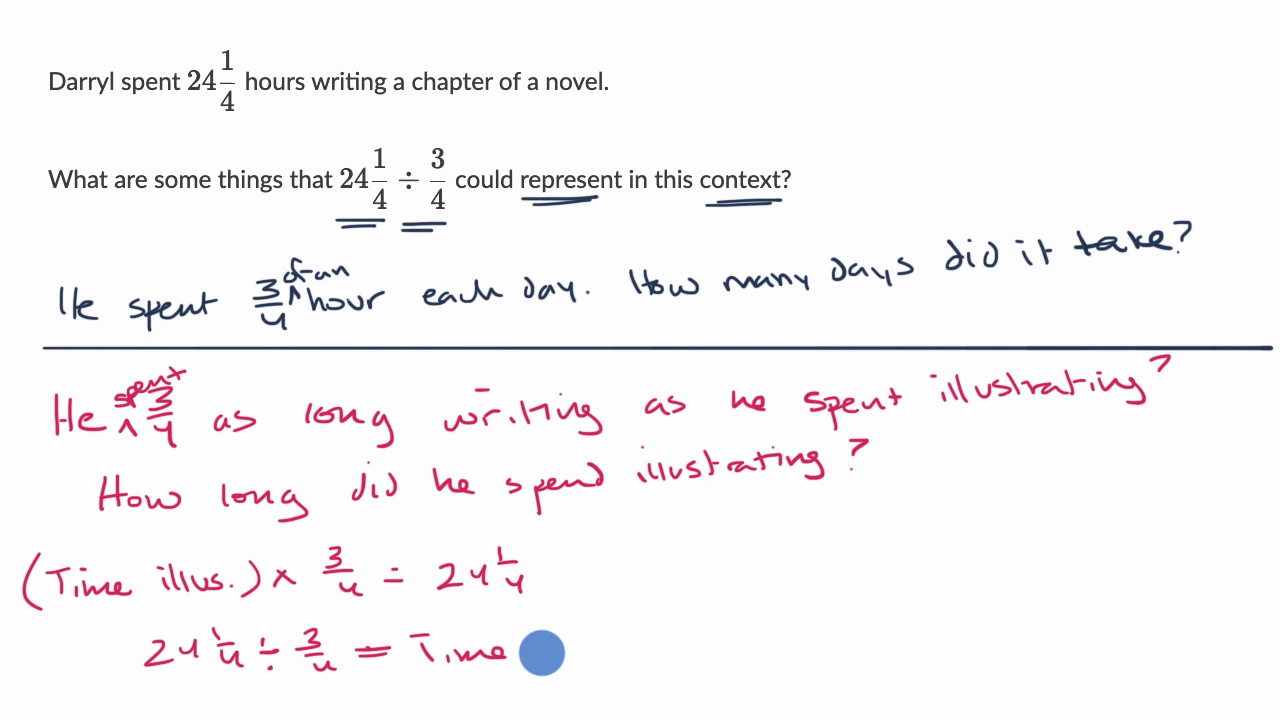 Darryl spent 24 1/4 hours writing a chapter of a novel.
What are some things that 24 1/4 ÷ 3/4 could represent in this context?
He spent 3/4 of an hour each day. How many days did it take?
He spent 3/4 as long writing as he spent illustrating?
How long did he spend illustrating?
(Time illus.) × 3/4 = 24 1/4
24 1/4 ÷ 3/4 = Time